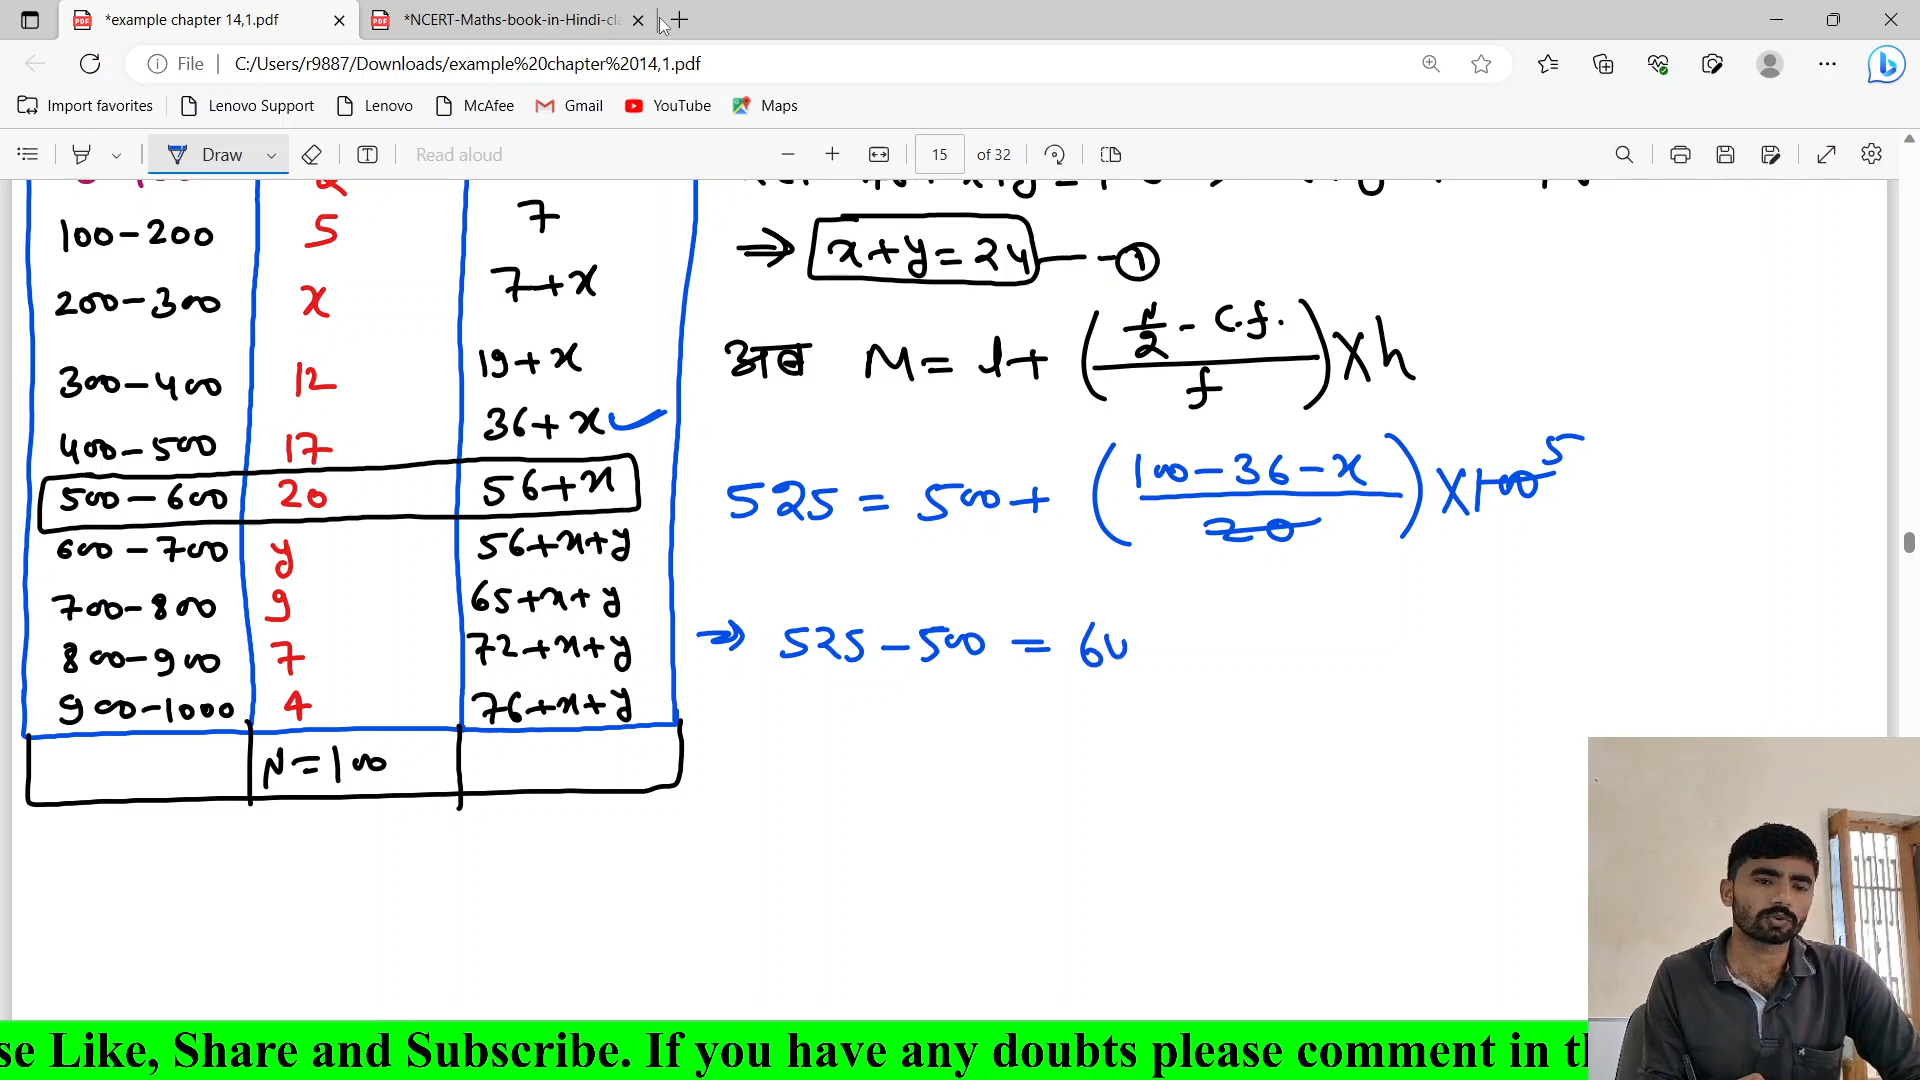 *example chapter 14,1.pdf
*NCERT-Maths-book-in-Hindi-cla
File
C:/Users/r9887/Downloads/example%20chapter%2014,1.pdf
Import favorites
Lenovo Support
Lenovo
McAfee
Gmail
YouTube
Maps
Draw
Read aloud
15
of 32
100-200 5 7
200-300 x 7+x
300-400 12 19+x
400-500 17 36+x ✓
500-600 20 56+x
600-700 y 56+x+y
700-800 9 65+x+y
800-900 7 72+x+y
900-1000 4 76+x+y
N=100
⇒ x+y=24 --①
अब M= l+ (N/2 - C.f. / f) ×h
525 = 500+ (100-36-x / 20) ×100 5
⇒ 525-500 = 60
se Like, Share and Subscribe. If you have any doubts please comment in th